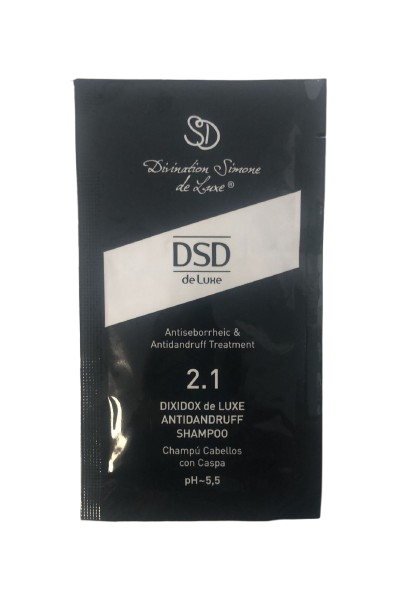 SD
Divination Simone
de Luxe®
DSD
de Luxe
Antiseborrheic &
Antidandruff Treatment
2.1
DIXIDOX de LUXE
ANTIDANDRUFF
SHAMPOO
Champú Cabellos
con Caspa
pH~5,5